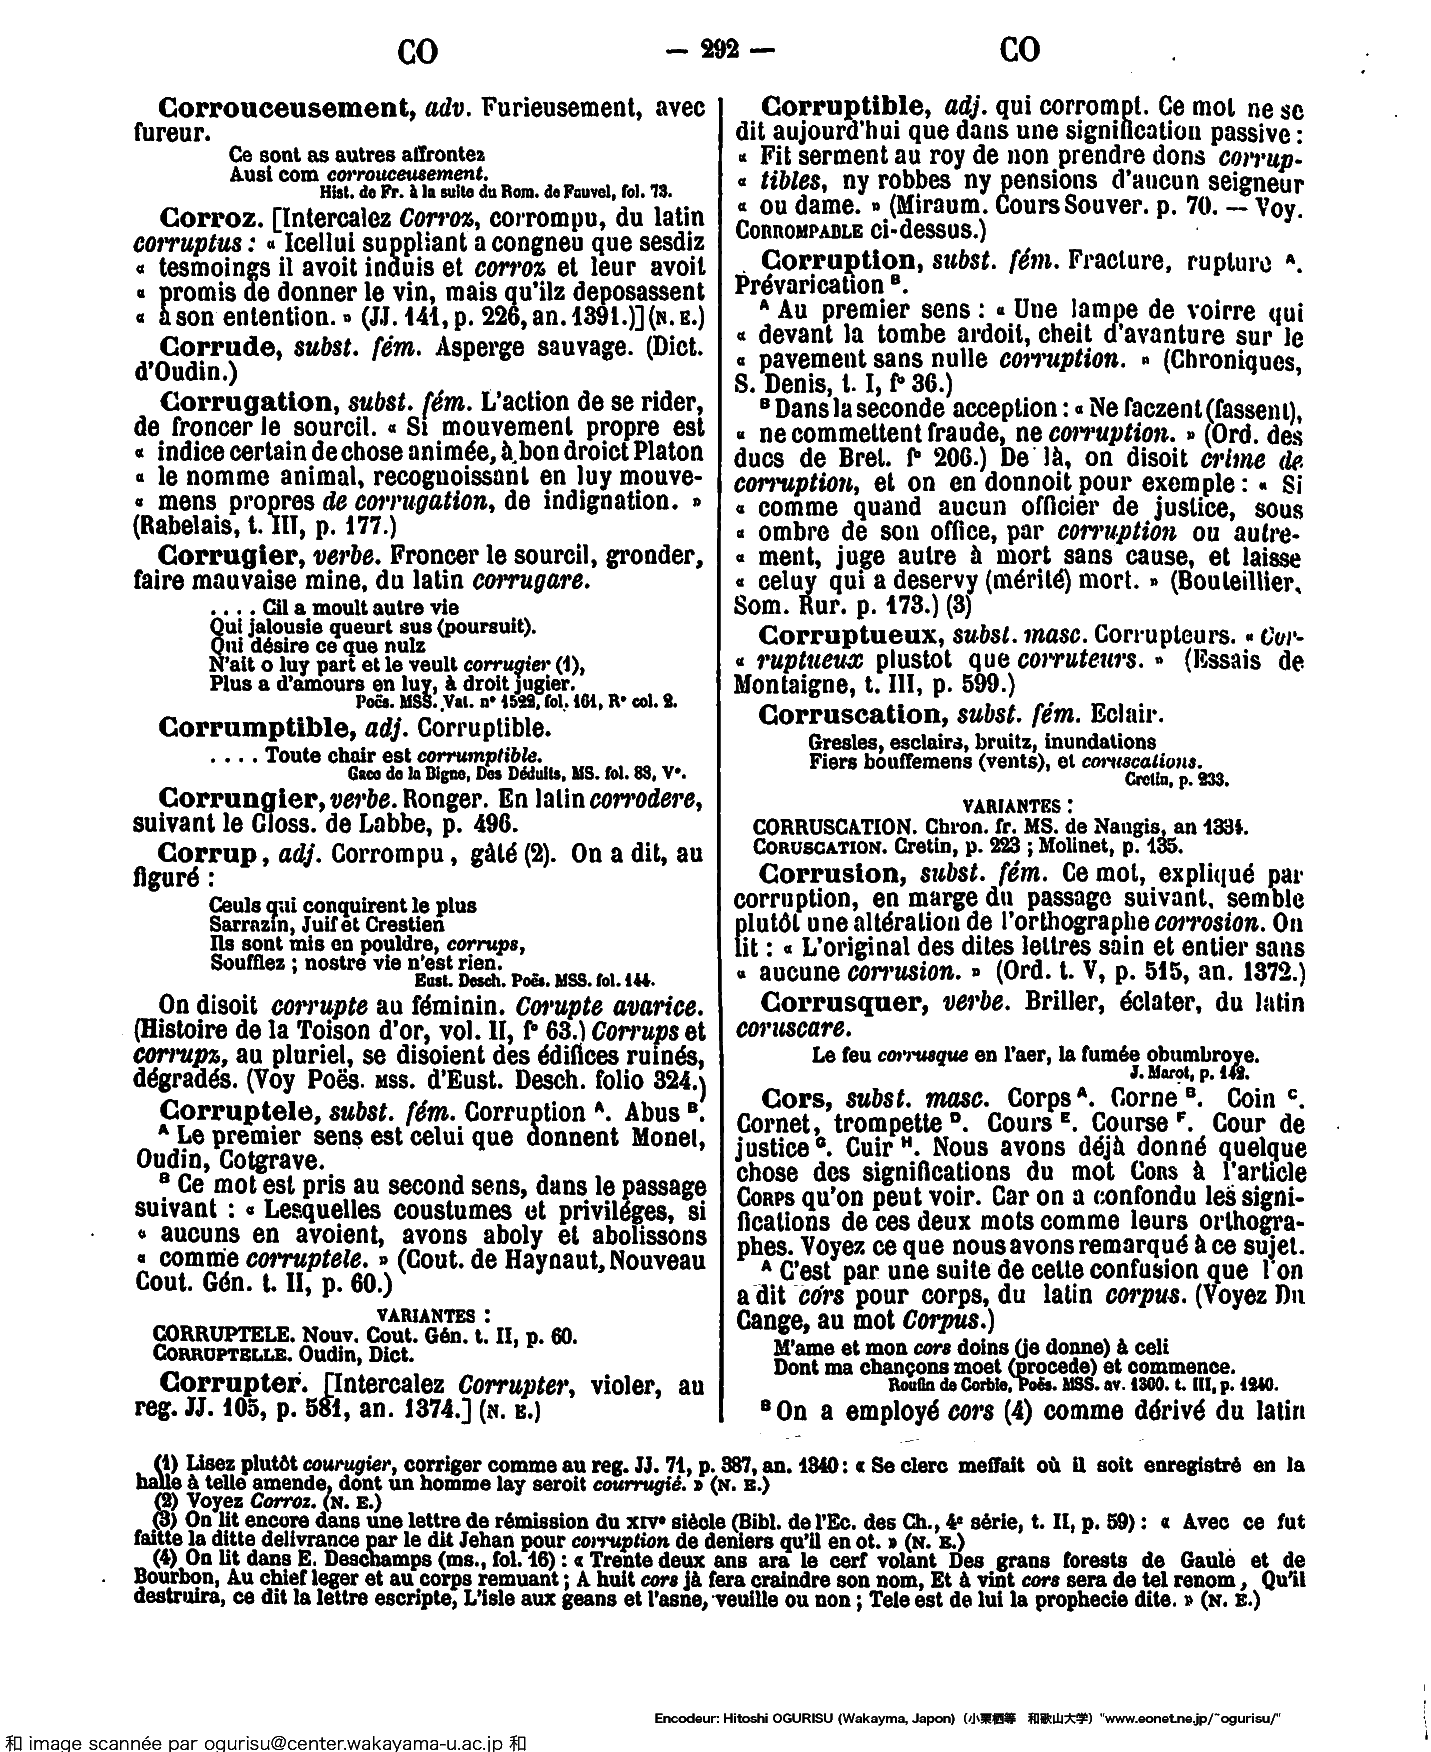 CO
— 292 —
CO
Corrouceusement, adv. Furieusement, avec
fureur.
Ce sont as autres affrontez
Ausi com corrouceusement.
Hist. de Fr. à la suite du Rom. de Fauvel, fol. 73.
Corroz. [Intercalez Corroz, corrompu, du latin
corruptus : « Icellui suppliant a congneu que sesdiz
« tesmoings il avoit induis et corroz et leur avoit
« promis de donner le vin, mais qu'ilz deposassent
« a son entention. » (JJ. 141, p. 226, an. 1391.)] (N. E.)
Corrude, subst. fém. Asperge sauvage. (Dict.
d'Oudin.)
Corrugation, subst. fém. L'action de se rider,
de froncer le sourcil. « Si mouvement propre est
« indice certain de chose animée, à bon droict Platon
« le nomme animal, recognoissant en luy mouve-
« mens propres de corrugation, de indignation. »
(Rabelais, t. III, p. 177.)
Corrugier, verbe. Froncer le sourcil, gronder,
faire mauvaise mine, du latin corrugare.
. . . . Cil a moult autre vie
Qui jalousie queurt sus (poursuit).
Qui désire ce que nulz
N'ait o luy part et le veult corrugier (1),
Plus a d'amours en luy, à droit jugier.
Poës. MSS. Vat. n° 1522, fol. 161, R° col. 2.
Corrumptible, adj. Corruptible.
. . . . Toute chair est corrumptible.
Gace de la Bigne, Des Déduits, MS. fol. 83, V°.
Corrungier, verbe. Ronger. En latin corrodere,
suivant le Gloss. de Labbe, p. 496.
Corrup, adj. Corrompu, gâté (2). On a dit, au
figuré :
Ceuls qui conquirent le plus
Sarrazin, Juif et Crestien
Ils sont mis en pouldre, corrups,
Soufflez ; nostre vie n'est rien.
Eust. Desch. Poës. MSS. fol. 144.
On disoit corrupte au féminin. Corupte avarice.
(Histoire de la Toison d'or, vol. II, f° 63.) Corrups et
corrupz, au pluriel, se disoient des édifices ruinés,
dégradés. (Voy Poës. MSS. d'Eust. Desch. folio 324.)
Corruptele, subst. fém. Corruption A. Abus B.
A Le premier sens est celui que donnent Monet,
Oudin, Cotgrave.
B Ce mot est pris au second sens, dans le passage
suivant : « Lesquelles coustumes et priviléges, si
« aucuns en avoient, avons aboly et abolissons
« comme corruptele. » (Cout. de Haynaut, Nouveau
Cout. Gén. t. II, p. 60.)
VARIANTES :
CORRUPTELE. Nouv. Cout. Gén. t. II, p. 60.
CORRUPTELLE. Oudin, Dict.
Corrupter. [Intercalez Corrupter, violer, au
reg. JJ. 105, p. 581, an. 1374.] (N. E.)
Corruptible, adj. qui corrompt. Ce mot ne se
dit aujourd'hui que dans une signification passive :
« Fit serment au roy de non prendre dons corrup-
« tibles, ny robbes ny pensions d'aucun seigneur
« ou dame. » (Miraum. Cours Souver. p. 70. — Voy.
CORROMPABLE ci-dessus.)
Corruption, subst. fém. Fracture, rupture A.
Prévarication B.
A Au premier sens : « Une lampe de voirre qui
« devant la tombe ardoit, cheit d'avanture sur le
« pavement sans nulle corruption. » (Chroniques,
S. Denis, t. I, f° 36.)
B Dans la seconde acception : « Ne faczent (fassent),
« ne commettent fraude, ne corruption. » (Ord. des
ducs de Bret. f° 206.) De là, on disoit crime de
corruption, et on en donnoit pour exemple : « Si
« comme quand aucun officier de justice, sous
« ombre de son office, par corruption ou autre-
« ment, juge autre à mort sans cause, et laisse
« celuy qui a deservy (mérité) mort. » (Bouteillier,
Som. Rur. p. 173.) (3)
Corruptueux, subst. masc. Corrupteurs. « Cor-
« ruptueux plustot que corruteurs. » (Essais de
Montaigne, t. III, p. 599.)
Corruscation, subst. fém. Eclair.
Gresles, esclairs, bruitz, inundations
Fiers bouffemens (vents), et coruscations.
Cretin, p. 233.
VARIANTES :
CORRUSCATION. Chron. fr. MS. de Nangis, an 1334.
CORUSCATION. Cretin, p. 223 ; Molinet, p. 135.
Corrusion, subst. fém. Ce mot, expliqué par
corruption, en marge du passage suivant, semble
plutôt une altération de l'orthographe corrosion. On
lit : « L'original des dites lettres sain et entier sans
« aucune corrusion. » (Ord. t. V, p. 515, an. 1372.)
Corrusquer, verbe. Briller, éclater, du latin
coruscare.
Le feu corrusque en l'aer, la fumée obumbroye.
J. Marot, p. 142.
Cors, subst. masc. Corps A. Corne B. Coin C.
Cornet, trompette D. Cours E. Course F. Cour de
justice G. Cuir H. Nous avons déjà donné quelque
chose des significations du mot CORS à l'article
CORPS qu'on peut voir. Car on a confondu les signi-
fications de ces deux mots comme leurs orthogra-
phes. Voyez ce que nous avons remarqué à ce sujet.
A C'est par une suite de cette confusion que l'on
a dit cors pour corps, du latin corpus. (Voyez Du
Cange, au mot Corpus.)
M'ame et mon cors doins (je donne) à celi
Dont ma chançons moet (procede) et commence.
Roufin de Corbie, Poës. MSS. av. 1300. t. III, p. 1240.
B On a employé cors (4) comme dérivé du latin
(1) Lisez plutôt courugier, corriger comme au reg. JJ. 71, p. 387, an. 1340 : « Se clerc meffait où il soit enregistré en la
halle à telle amende, dont un homme lay seroit courrugié. » (N. E.)
(2) Voyez Corroz. (N. E.)
(3) On lit encore dans une lettre de rémission du XIVe siècle (Bibl. de l'Ec. des Ch., 4e série, t. II, p. 59) : « Avec ce fut
faitte la ditte delivrance par le dit Jehan pour corruption de deniers qu'il en ot. » (N. E.)
(4) On lit dans E. Deschamps (ms., fol. 16) : « Trente deux ans ara le cerf volant Des grans forests de Gaule et de
Bourbon, Au chief leger et au corps remuant ; A huit cors jà fera craindre son nom, Et à vint cors sera de tel renom, Qu'il
destruira, ce dit la lettre escripte, L'isle aux geans et l'asne, veuille ou non ; Tele est de lui la prophecie dite. » (N. E.)
Encodeur: Hitoshi OGURISU (Wakayma, Japon) (小栗栖等 和歌山大学) "www.eonet.ne.jp/~ogurisu/"
和 image scannée par ogurisu@center.wakayama-u.ac.jp 和